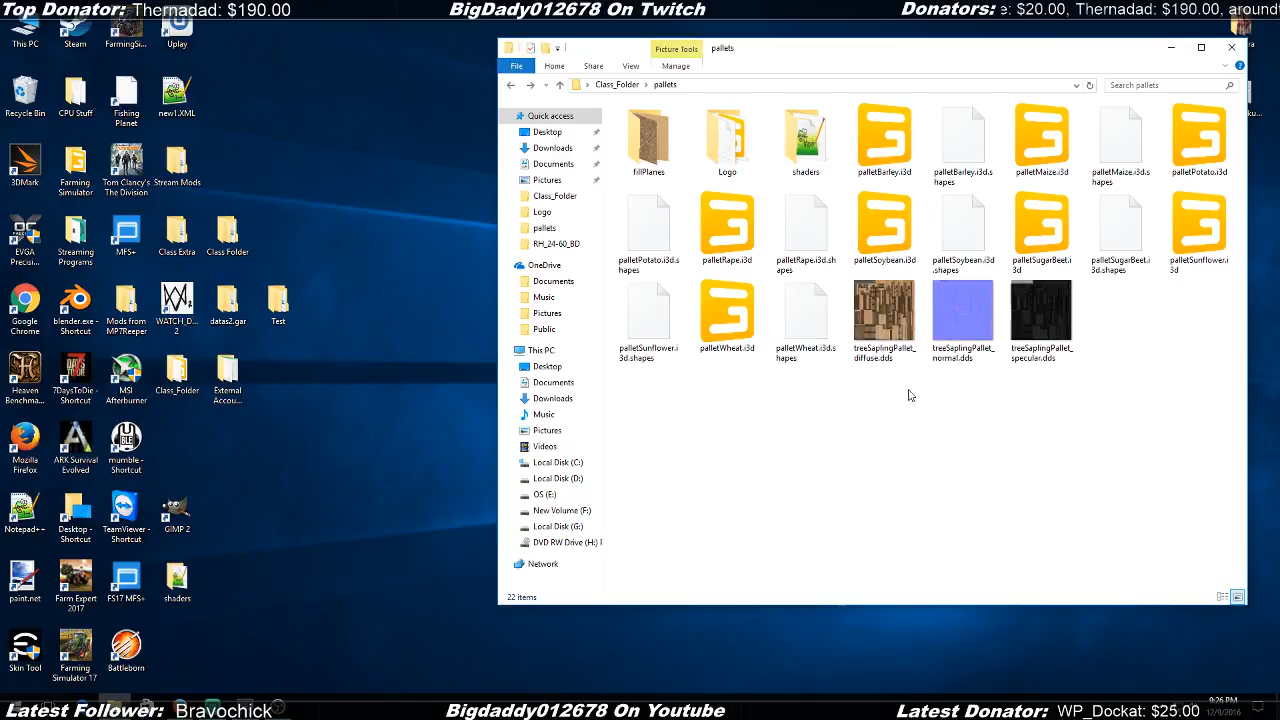 Top Donator: Thernadad: $190.00
BigDady012678 On Twitch
Donators: e: $20.00, Thernadad: $190.00, around
This PC
Steam
FarmingSi...
Uplay
Recycle Bin
CPU Stuff
Fishing Planet
new1.XML
3DMark
Farming Simulator
Tom Clancy's The Division
Stream Mods
EVGA Precisi...
Streaming Programs
MFS+
Class Extra
Class Folder
Google Chrome
blender.exe - Shortcut
Mods from MP7Reeper
WATCH_D... 2
datas2.gar
Test
Heaven Benchma...
7DaysToDie - Shortcut
MSI Afterburner
Class_Folder
External Accou...
Mozilla Firefox
ARK Survival Evolved
mumble - Shortcut
Notepad++
Desktop - Shortcut
TeamViewer - Shortcut
GIMP 2
paint.net
Farm Expert 2017
FS17 MFS+
shaders
Skin Tool
Farming Simulator 17
Battleborn
Picture Tools
pallets
File
Home
Share
View
Manage
Class_Folder
pallets
Search pallets
Quick access
Desktop
Downloads
Documents
Pictures
Class_Folder
Logo
pallets
RH_24-60_BD
OneDrive
Documents
Music
Pictures
Public
This PC
Desktop
Documents
Downloads
Music
Pictures
Videos
Local Disk (C:)
Local Disk (D:)
OS (E:)
New Volume (F:)
Local Disk (G:)
DVD RW Drive (H:) F
Network
fillPlanes
Logo
shaders
palletBarley.i3d
palletBarley.i3d.shapes
palletMaize.i3d
palletMaize.i3d.shapes
palletPotato.i3d
palletPotato.i3d.shapes
palletRape.i3d
palletRape.i3d.shapes
palletSoybean.i3d
palletSoybean.i3d.shapes
palletSugarBeet.i3d
palletSugarBeet.i3d.shapes
palletSunflower.i3d
palletSunflower.i3d.shapes
palletWheat.i3d
palletWheat.i3d.shapes
treeSaplingPallet_diffuse.dds
treeSaplingPallet_normal.dds
treeSaplingPallet_specular.dds
22 items
9:26 PM
12/9/2016
Latest Follower: Bravochick
Bigdaddy012678 On Youtube
Latest Donator: WP_Dockat: $25.00